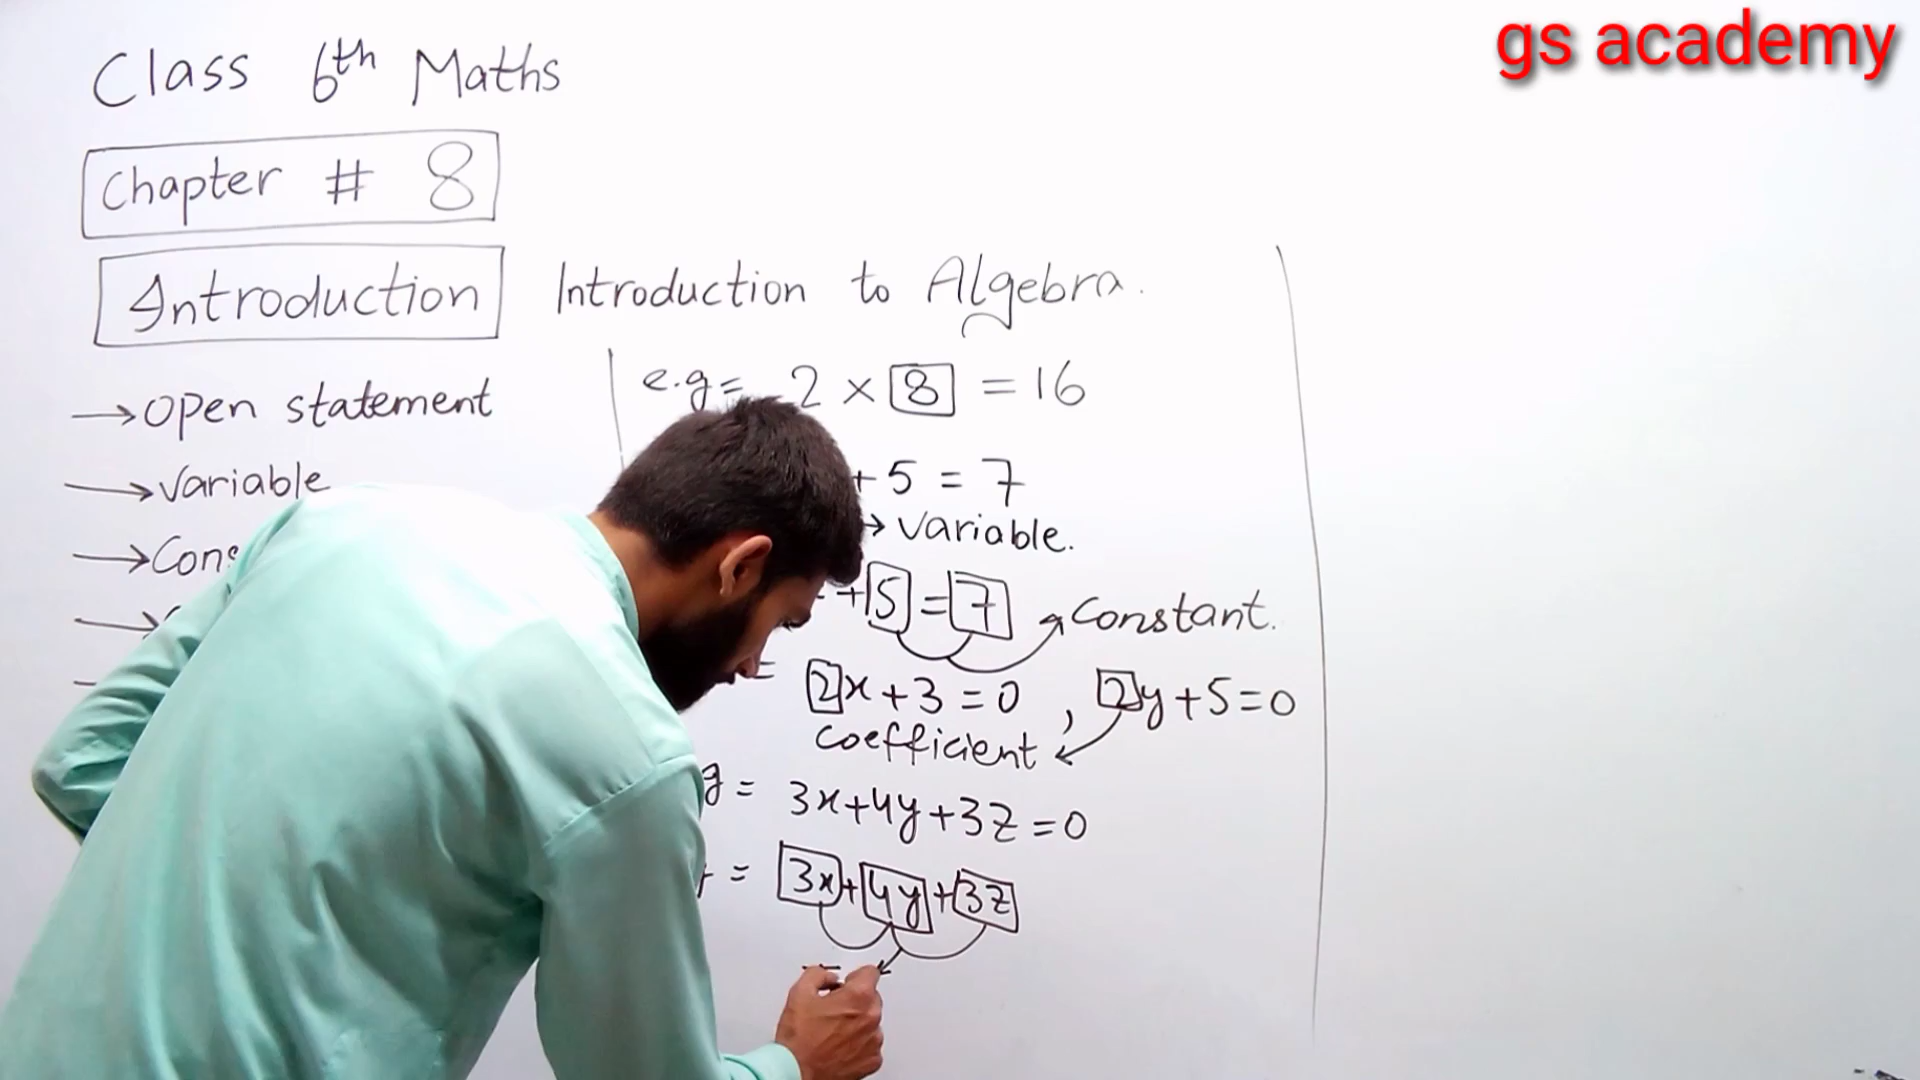 gs academy
Class 6th Maths
Chapter # 8
Introduction
Introduction to Algebra.
→ open statement
→ variable
→ Cons
e.g = 2 × 8 = 16
+ 5 = 7
→ variable.
+ 5 = 7 → Constant.
= 2x + 3 = 0 , 2y + 5 = 0
coefficient
g = 3x + 4y + 3z = 0
= 3x + 4y + 3z